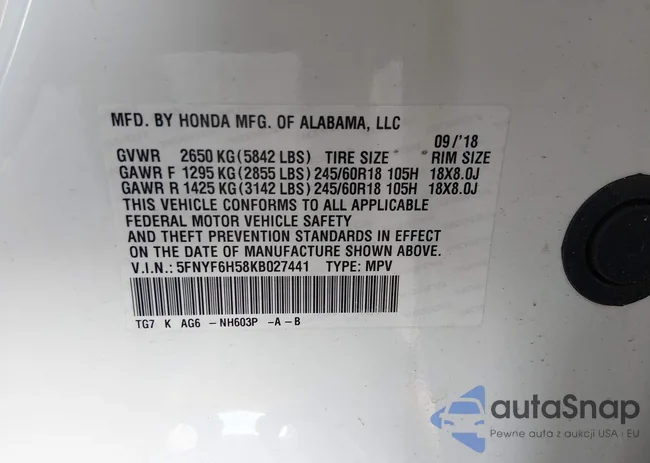 MFD. BY HONDA MFG. OF ALABAMA, LLC
09/'18
GVWR 2650 KG(5842 LBS) TIRE SIZE RIM SIZE
GAWR F 1295 KG(2855 LBS) 245/60R18 105H 18X8.0J
GAWR R 1425 KG(3142 LBS) 245/60R18 105H 18X8.0J
THIS VEHICLE CONFORMS TO ALL APPLICABLE
FEDERAL MOTOR VEHICLE SAFETY
AND THEFT PREVENTION STANDARDS IN EFFECT
ON THE DATE OF MANUFACTURE SHOWN ABOVE.
V.I.N.: 5FNYF6H58KB027441 TYPE: MPV
TG7 K AG6 -NH603P -A-B
autaSnap
Pewne auta z aukcji USA i EU